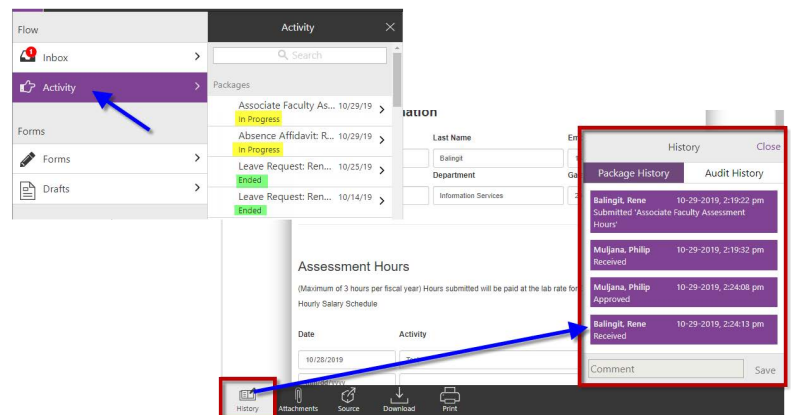 Flow
1
Inbox
Activity
Forms
Forms
Drafts
Activity
Search
Packages
Associate Faculty As... 10/29/19
In Progress
Absence Affidavit: R... 10/29/19
In Progress
Leave Request: Ren... 10/25/19
Ended
Leave Request: Ren... 10/14/19
Ended
Last Name
Balingit
Department
Information Services
Assessment Hours
(Maximum of 3 hours per fiscal year) Hours submitted will be paid at the lab rate for
Hourly Salary Schedule
Date Activity
10/28/2019
History Attachments Source Download Print
History Close
Package History Audit History
Balingit, Rene 10-29-2019, 2:19:22 pm
Submitted 'Associate Faculty Assessment
Hours'
Muljana, Philip 10-29-2019, 2:19:32 pm
Received
Muljana, Philip 10-29-2019, 2:24:08 pm
Approved
Balingit, Rene 10-29-2019, 2:24:13 pm
Received
Comment Save